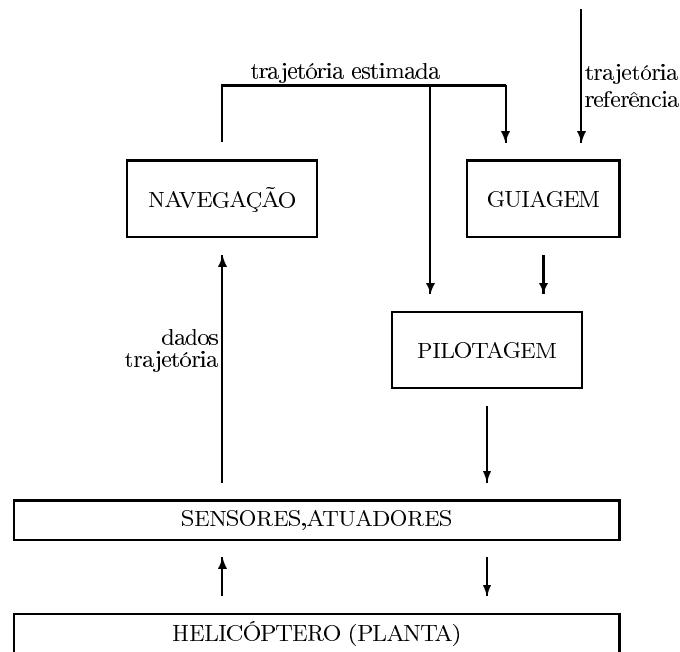 trajetória estimada
trajetória
referência
NAVEGAÇÃO
GUIAGEM
dados
trajetória
PILOTAGEM
SENSORES,ATUADORES
HELICÓPTERO (PLANTA)